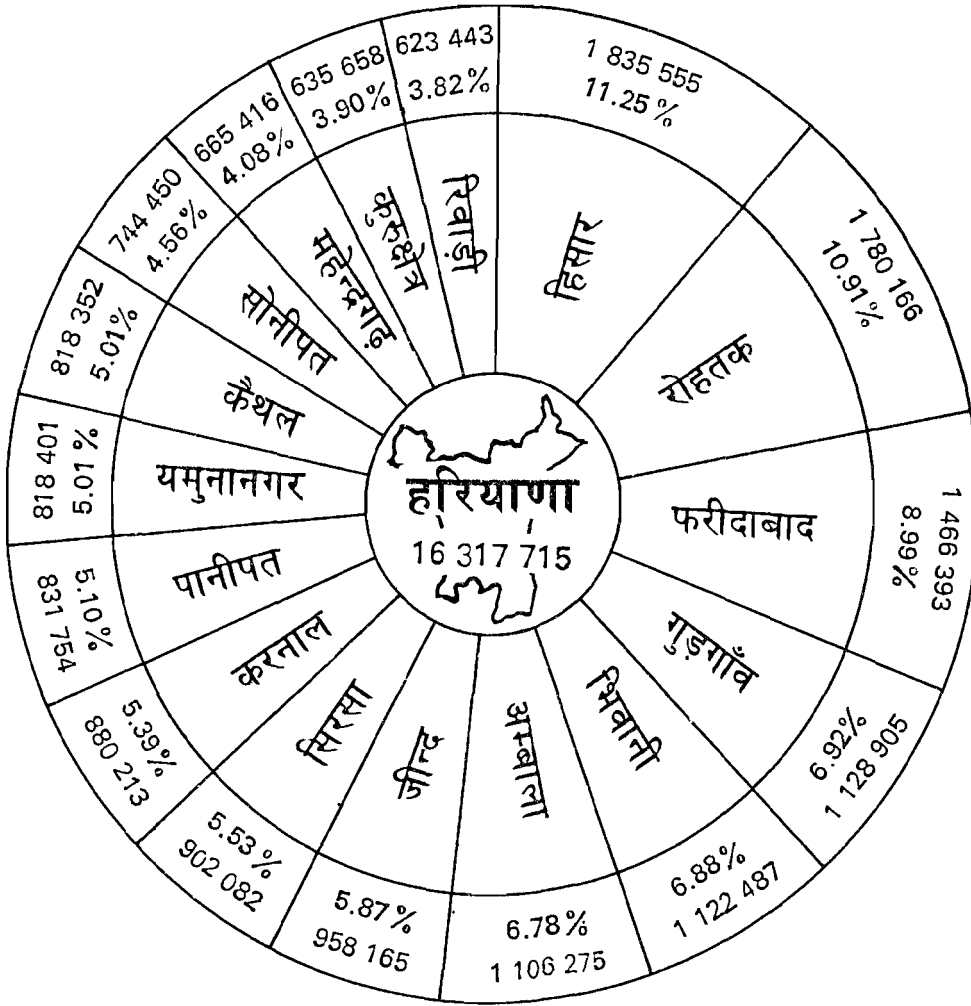 हरियाणा
16 317 715
1 835 555
11.25%
हिसार
1 780 166
10.91%
रोहतक
1 466 393
8.99%
फरीदाबाद
6.92%
1 128 905
गुड़गाँव
6.88%
1 122 487
भिवानी
6.78%
1 106 275
अम्बाला
5.87%
958 165
जीन्द
5.53%
902 082
सिरसा
5.39%
880 213
करनाल
5.10%
831 754
पानीपत
818 401
5.01%
यमुनानगर
818 352
5.01%
कैथल
744 450
4.56%
सोनीपत
665 416
4.08%
महेन्द्रगढ़
635 658
3.90%
कुरुक्षेत्र
623 443
3.82%
रिवाड़ी